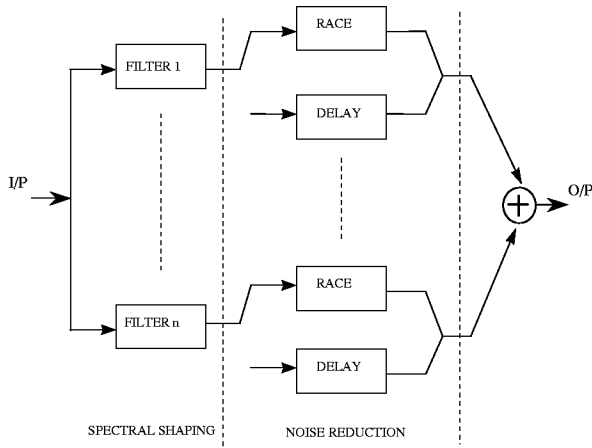 RACE
FILTER 1
DELAY
I/P
O/P
RACE
FILTER n
DELAY
SPECTRAL SHAPING
NOISE REDUCTION